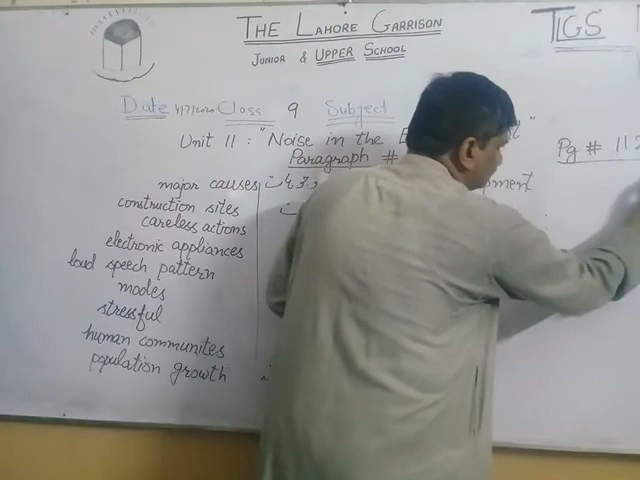 THE LAHORE GARRISON
TLGS
JUNIOR & UPPER SCHOOL
Date 4/7/2020 Class 9 Subject
Unit 11: "Noise in the
Pg # 112
Paragraph #
major causes
construction sites
careless actions
electronic appliances
loud speech pattern
modes
stressful
human communites
population growth